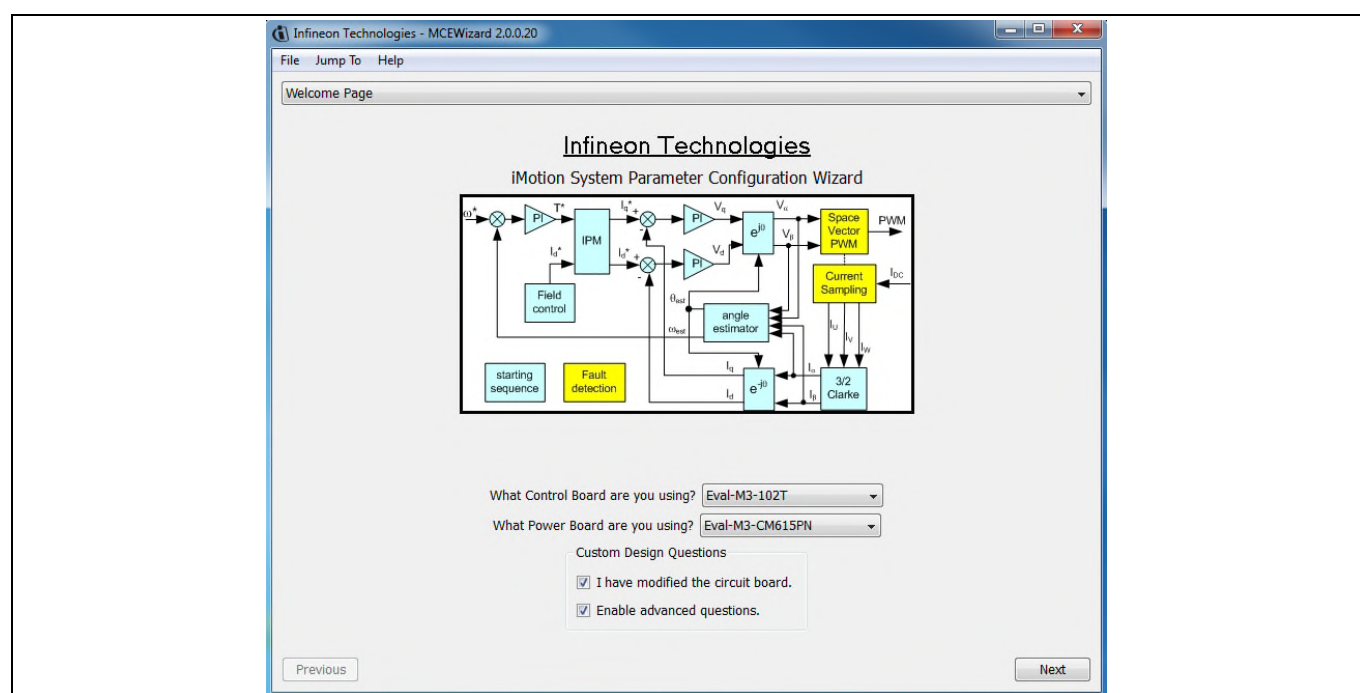 Infineon Technologies - MCEWizard 2.0.0.20
File Jump To Help
Welcome Page
Infineon Technologies
iMotion System Parameter Configuration Wizard
ω* PI T* Iq* + - PI Vq Vα
IPM
e^jθ
Space Vector PWM
PWM
Id* Id* + - PI Vd Vβ
Field control
Current Sampling
IDC
θest
angle estimator
ωest
IU IV IW
starting sequence
Fault detection
Iq Id
e^-jθ
Iα Iβ
3/2 Clarke
What Control Board are you using? Eval-M3-102T
What Power Board are you using? Eval-M3-CM615PN
Custom Design Questions
I have modified the circuit board.
Enable advanced questions.
Previous Next